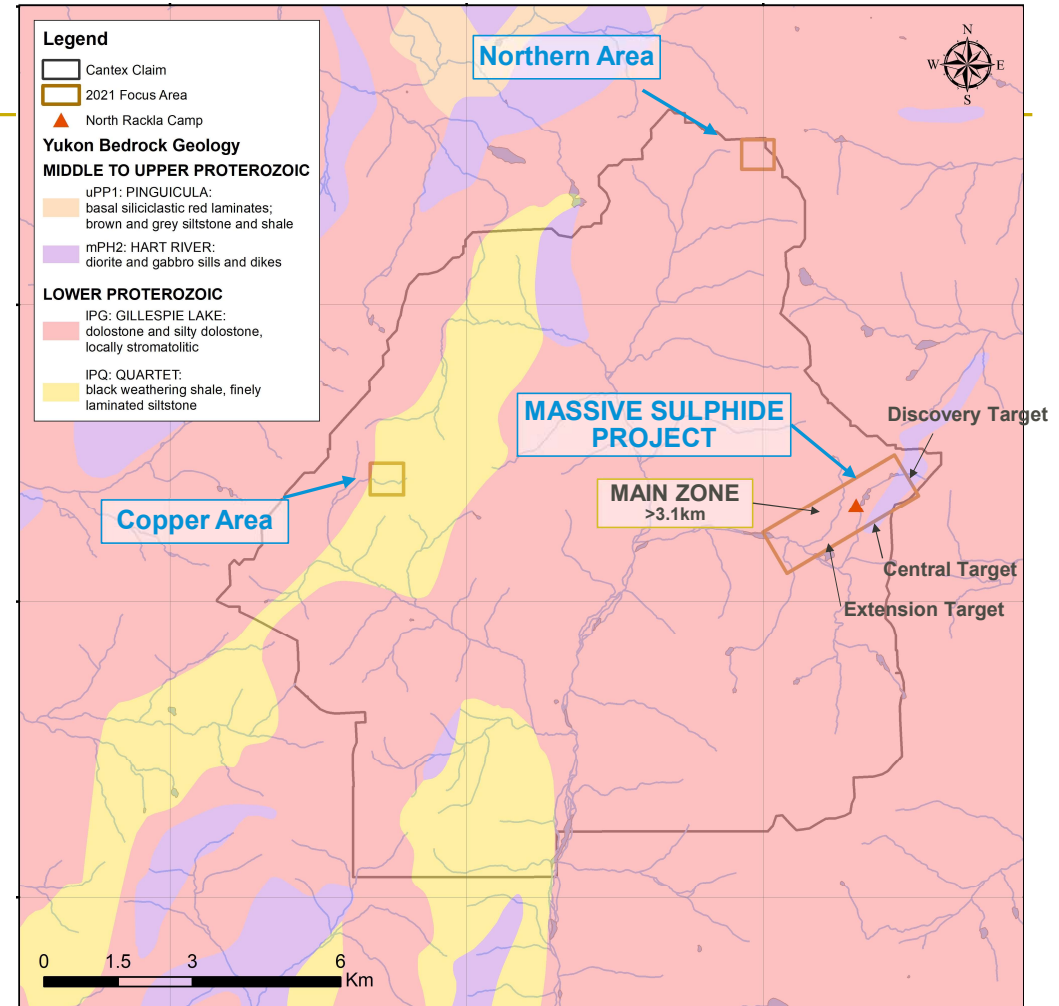 Legend
Cantex Claim
2021 Focus Area
North Rackla Camp
Yukon Bedrock Geology
MIDDLE TO UPPER PROTEROZOIC
uPP1: PINGUICULA:
basal siliciclastic red laminates;
brown and grey siltstone and shale
mPH2: HART RIVER:
diorite and gabbro sills and dikes
LOWER PROTEROZOIC
IPG: GILLESPIE LAKE:
dolostone and silty dolostone,
locally stromatolitic
IPQ: QUARTET:
black weathering shale, finely
laminated siltstone
Northern Area
N
W
E
S
MASSIVE SULPHIDE
PROJECT
Discovery Target
MAIN ZONE
>3.1km
Copper Area
Central Target
Extension Target
0 1.5 3 6
Km